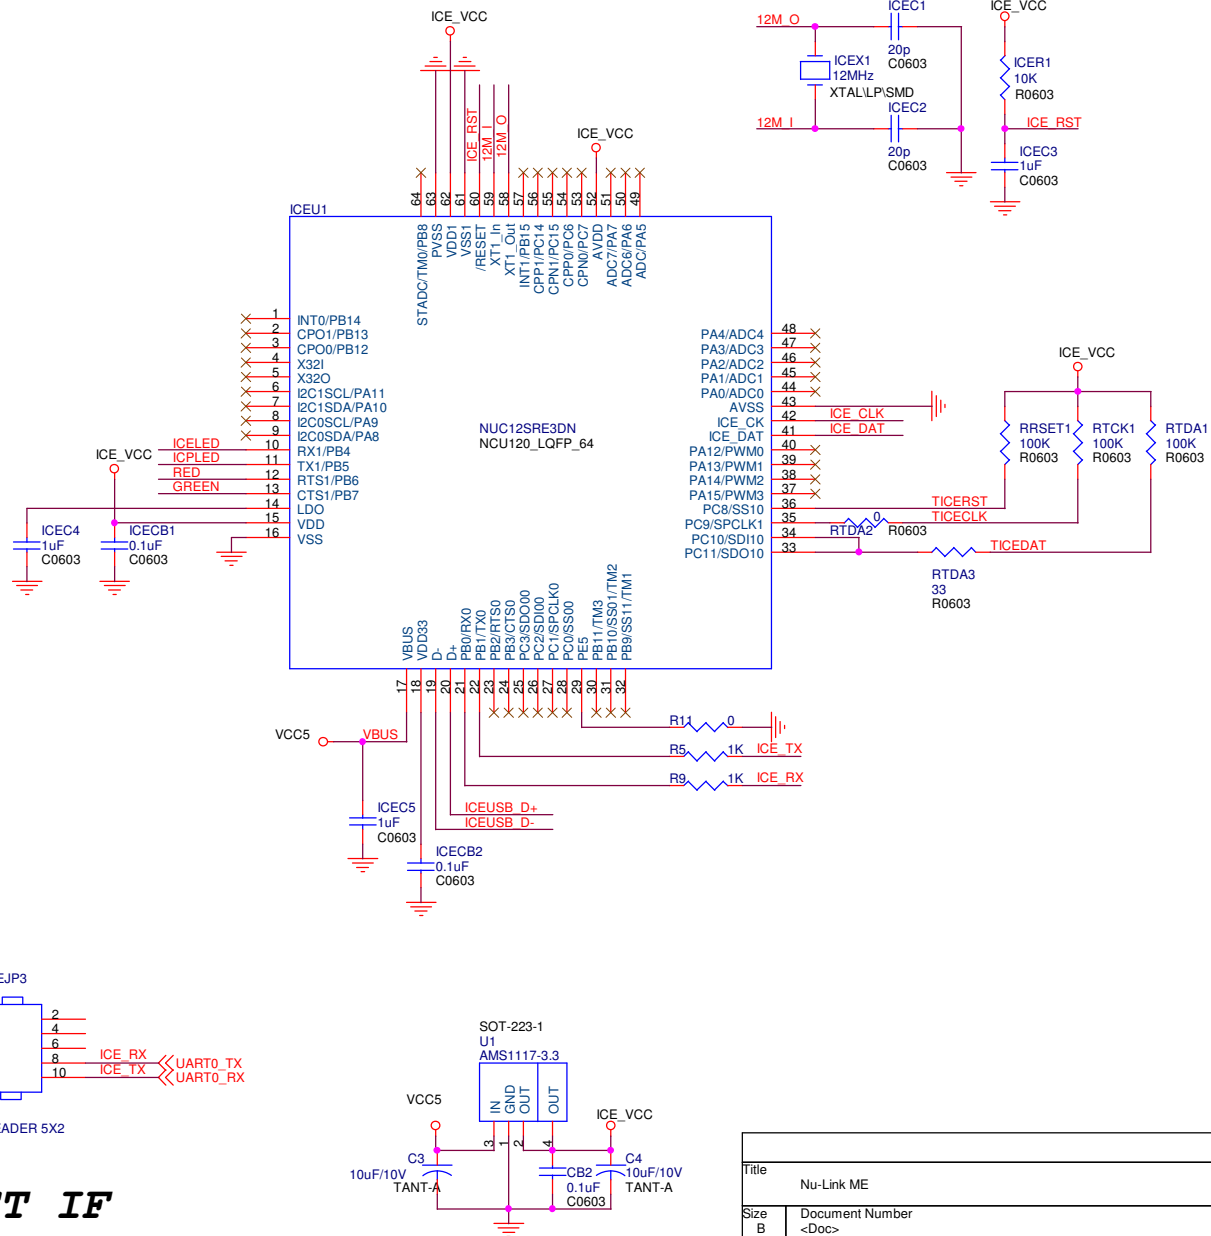 ICE_VCC
ICEC1
20p
C0603
12M_O
ICEX1
12MHz
XTAL\LP\SMD
ICEC2
12M_I
20p
C0603
ICE_VCC
ICER1
10K
R0603
ICE_RST
ICEC3
1uF
C0603
ICE_RST
12M_I
12M_O
ICE_VCC
64
63
62
61
60
59
58
57
56
55
54
53
52
51
50
49
ICEU1
STADC/TM0/PB8
PVSS
VDD1
VSS1
/RESET
XT1_In
XT1_Out
INT1/PB15
CPP1/PC14
CPN1/PC15
CPP0/PC6
CPN0/PC7
AVDD
ADC7/PA7
ADC6/PA6
ADC/PA5
1 INT0/PB14
2 CPO1/PB13
3 CPO0/PB12
4 X32I
5 X32O
6 I2C1SCL/PA11
7 I2C1SDA/PA10
8 I2C0SCL/PA9
9 I2C0SDA/PA8
ICELED 10 RX1/PB4
ICPLED 11 TX1/PB5
RED 12 RTS1/PB6
GREEN 13 CTS1/PB7
14 LDO
15 VDD
16 VSS
ICE_VCC
ICEC4
1uF
C0603
ICECB1
0.1uF
C0603
NUC12SRE3DN
NCU120_LQFP_64
PA4/ADC4 48
PA3/ADC3 47
PA2/ADC2 46
PA1/ADC1 45
PA0/ADC0 44
AVSS 43
ICE_CK 42 ICE_CLK
ICE_DAT 41 ICE_DAT
PA12/PWM0 40
PA13/PWM1 39
PA14/PWM2 38
PA15/PWM3 37
PC8/SS10 36 TICERST
PC9/SPCLK1 35 0 TICECLK
RTDA2 R0603
PC10/SDI10 34
PC11/SDO10 33 TICEDAT
RTDA3
33
R0603
ICE_VCC
RRSET1
100K
R0603
RTCK1
100K
R0603
RTDA1
100K
R0603
VBUS
VDD33
D-
D+
PB0/RX0
PB1/TX0
PB2/RTS0
PB3/CTS0
PC3/SDO00
PC2/SDI00
PC1/SPCLK0
PC0/SS00
PE5
PB11/TM3
PB10/SS01/TM2
PB9/SS11/TM1
17
18
19
20
21
22
23
24
25
26
27
28
29
30
31
32
VCC5 VBUS
R11 0
R5 1K ICE_TX
R9 1K ICE_RX
ICEUSB_D+
ICEUSB_D-
ICEC5
1uF
C0603
ICECB2
0.1uF
C0603
EJP3
2
4
6
8 ICE_RX UART0_TX
10 ICE_TX UART0_RX
EADER 5X2
T IF
SOT-223-1
U1
AMS1117-3.3
IN
GND
OUT
OUT
3
1
2
4
VCC5
ICE_VCC
C3
10uF/10V
TANT-A
CB2
0.1uF
C0603
C4
10uF/10V
TANT-A
Title
Nu-Link ME
Size
B
Document Number
<Doc>